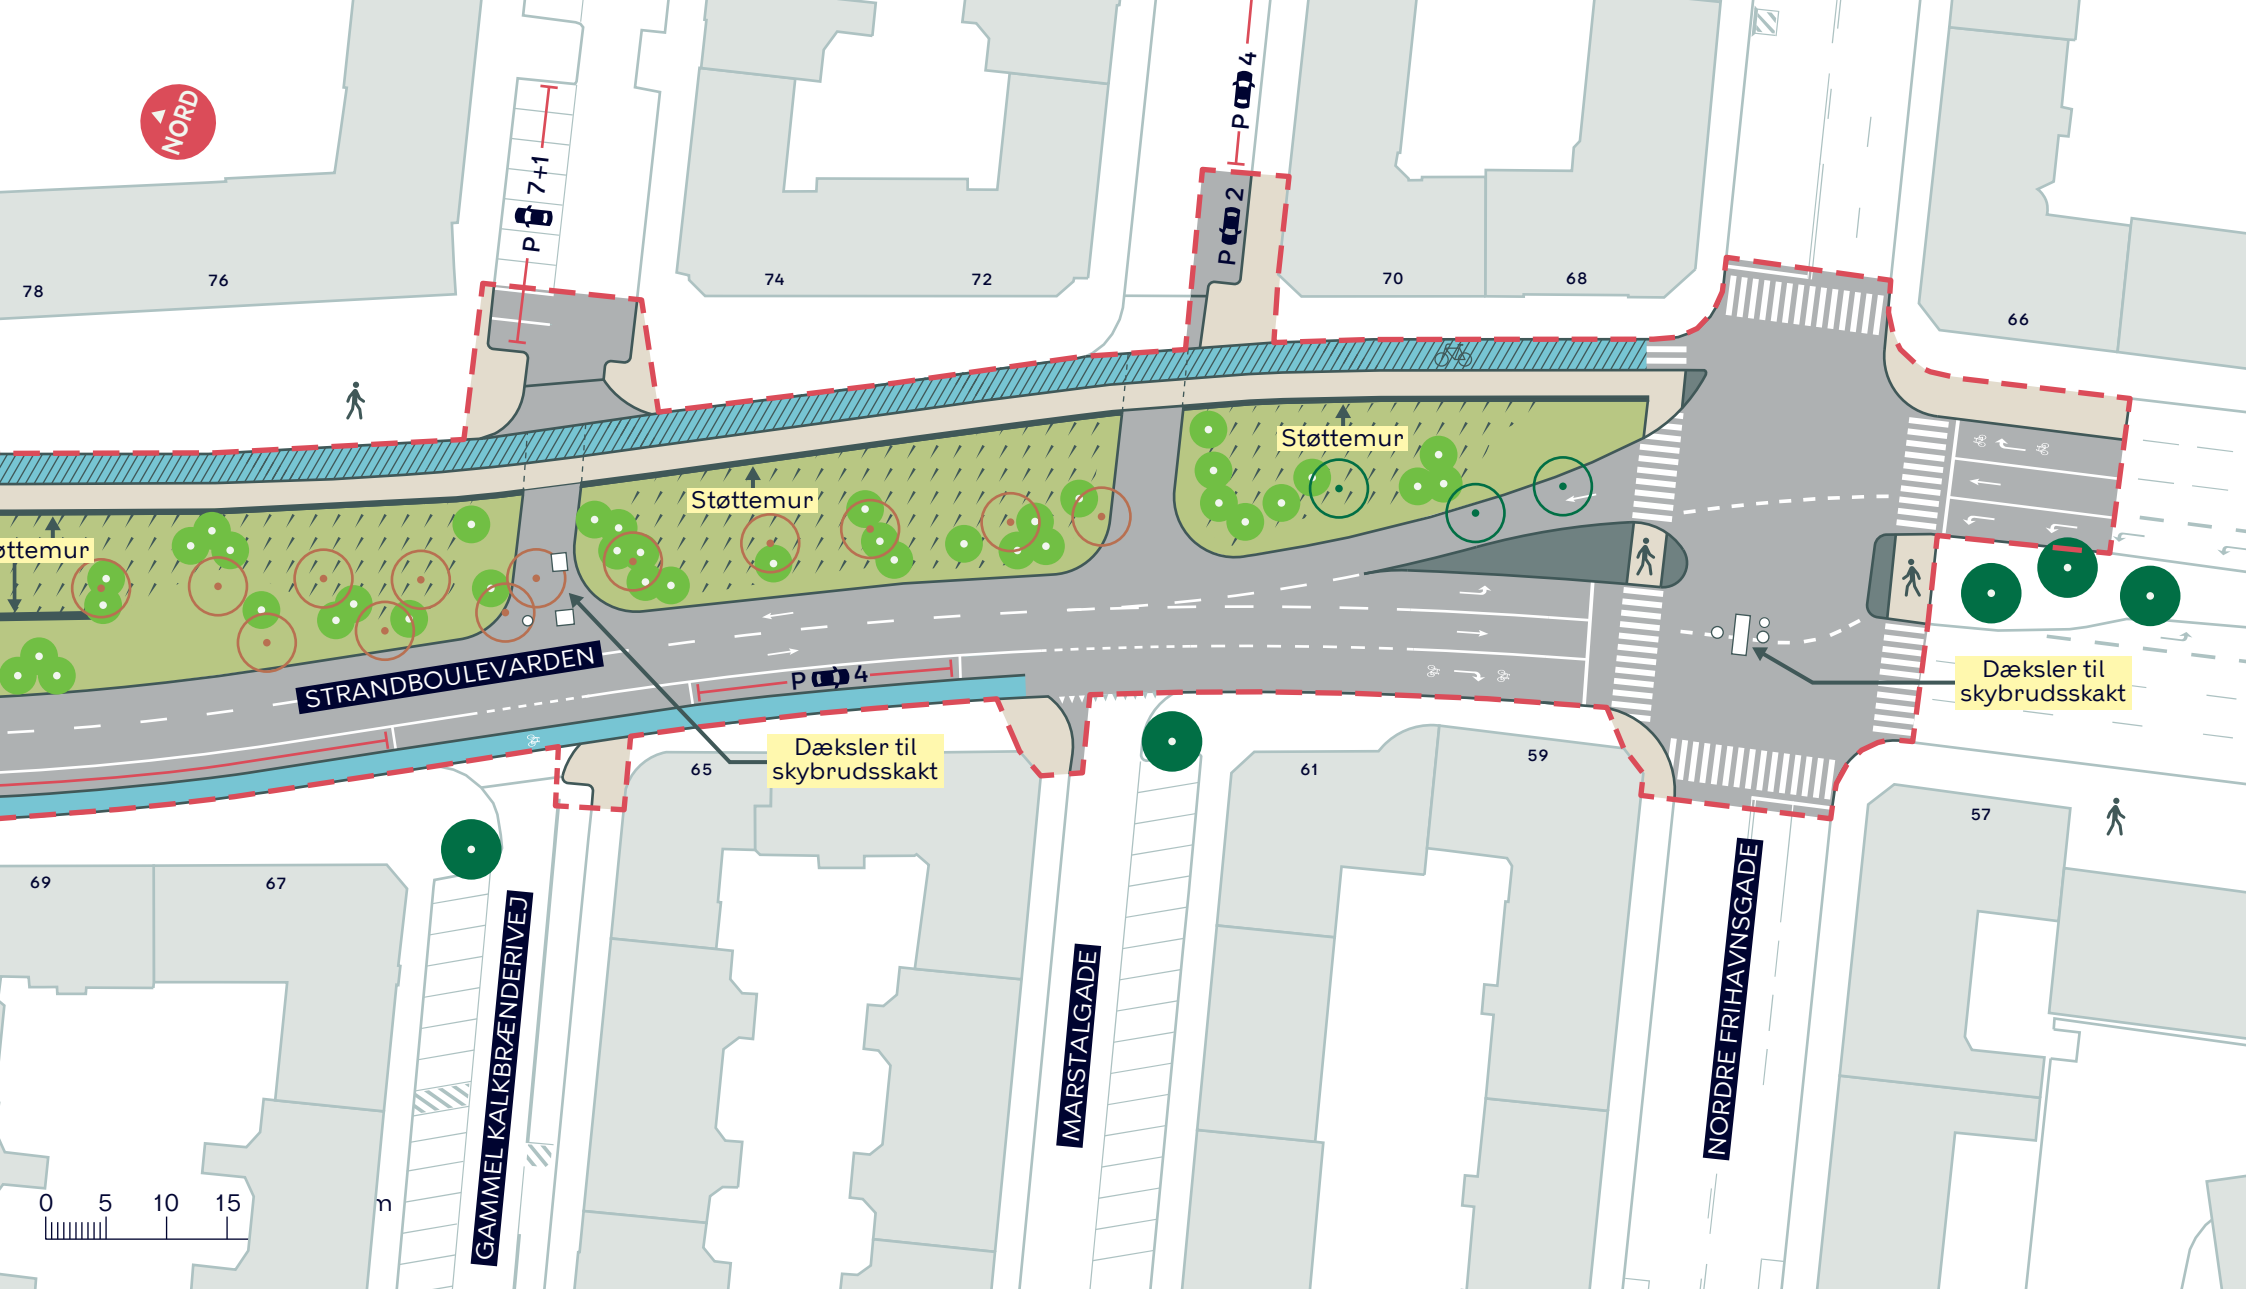 NORD
P 7+1
P 4
P 2
78
76
74
72
70
68
66
Støttemur
Støttemur
øttemur
STRANDBOULEVARDEN
P 4
Dæksler til
skybrudsskakt
Dæksler til
skybrudsskakt
65
61
59
57
69
67
GAMMEL KALKBRÆNDERIVEJ
MARSTALGADE
NORDRE FRIHAVNSGADE
0 5 10 15 m